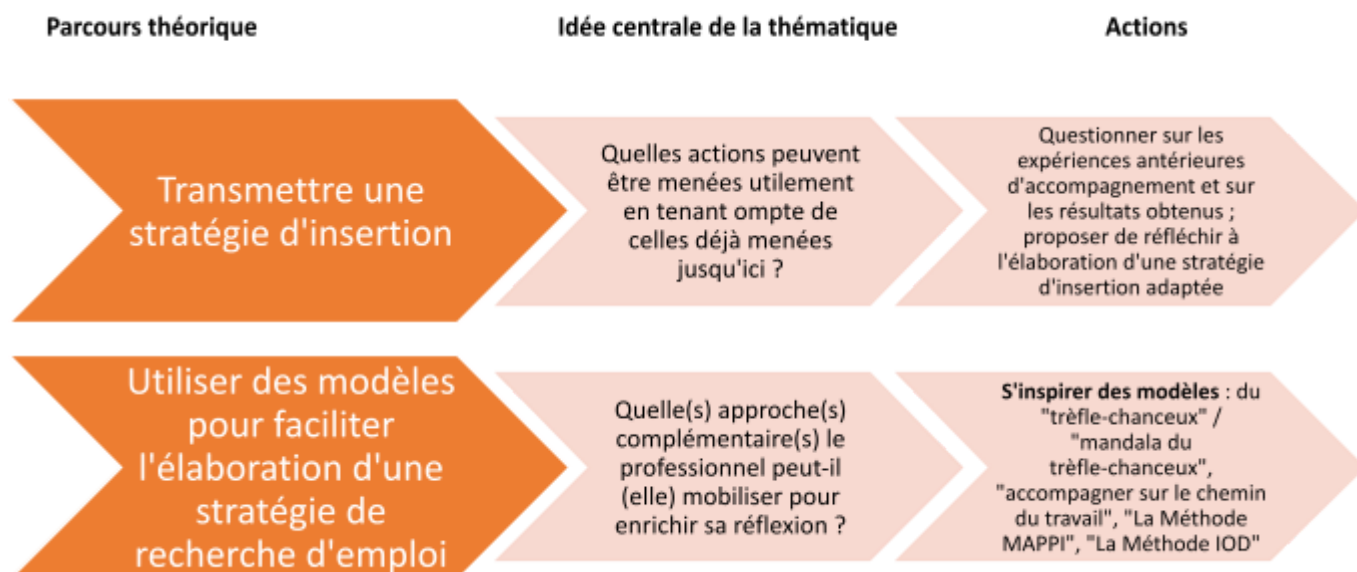 Parcours théorique
Idée centrale de la thématique
Actions
Transmettre une
stratégie d'insertion
Quelles actions peuvent
être menées utilement
en tenant ompte de
celles déjà menées
jusqu'ici ?
Questionner sur les
expériences antérieures
d'accompagnement et sur
les résultats obtenus ;
proposer de réfléchir à
l'élaboration d'une stratégie
d'insertion adaptée
Utiliser des modèles
pour faciliter
l'élaboration d'une
stratégie de
recherche d'emploi
Quelle(s) approche(s)
complémentaire(s) le
professionnel peut-il
(elle) mobiliser pour
enrichir sa réflexion ?
S'inspirer des modèles : du
"trèfle-chanceux" /
"mandala du
trèfle-chanceux",
"accompagner sur le chemin
du travail", "La Méthode
MAPPI", "La Méthode IOD"